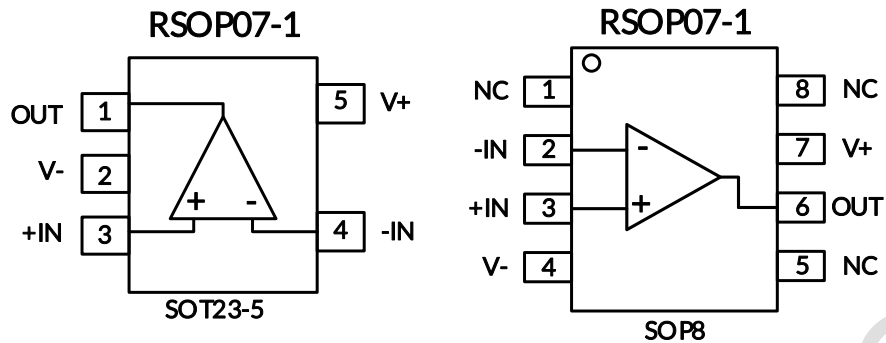 RSOP07-1
OUT 1
5 V+
V- 2
+IN 3
4 -IN
+ -
SOT23-5
RSOP07-1
NC 1
8 NC
-IN 2
-
7 V+
+IN 3
+
6 OUT
V- 4
5 NC
SOP8